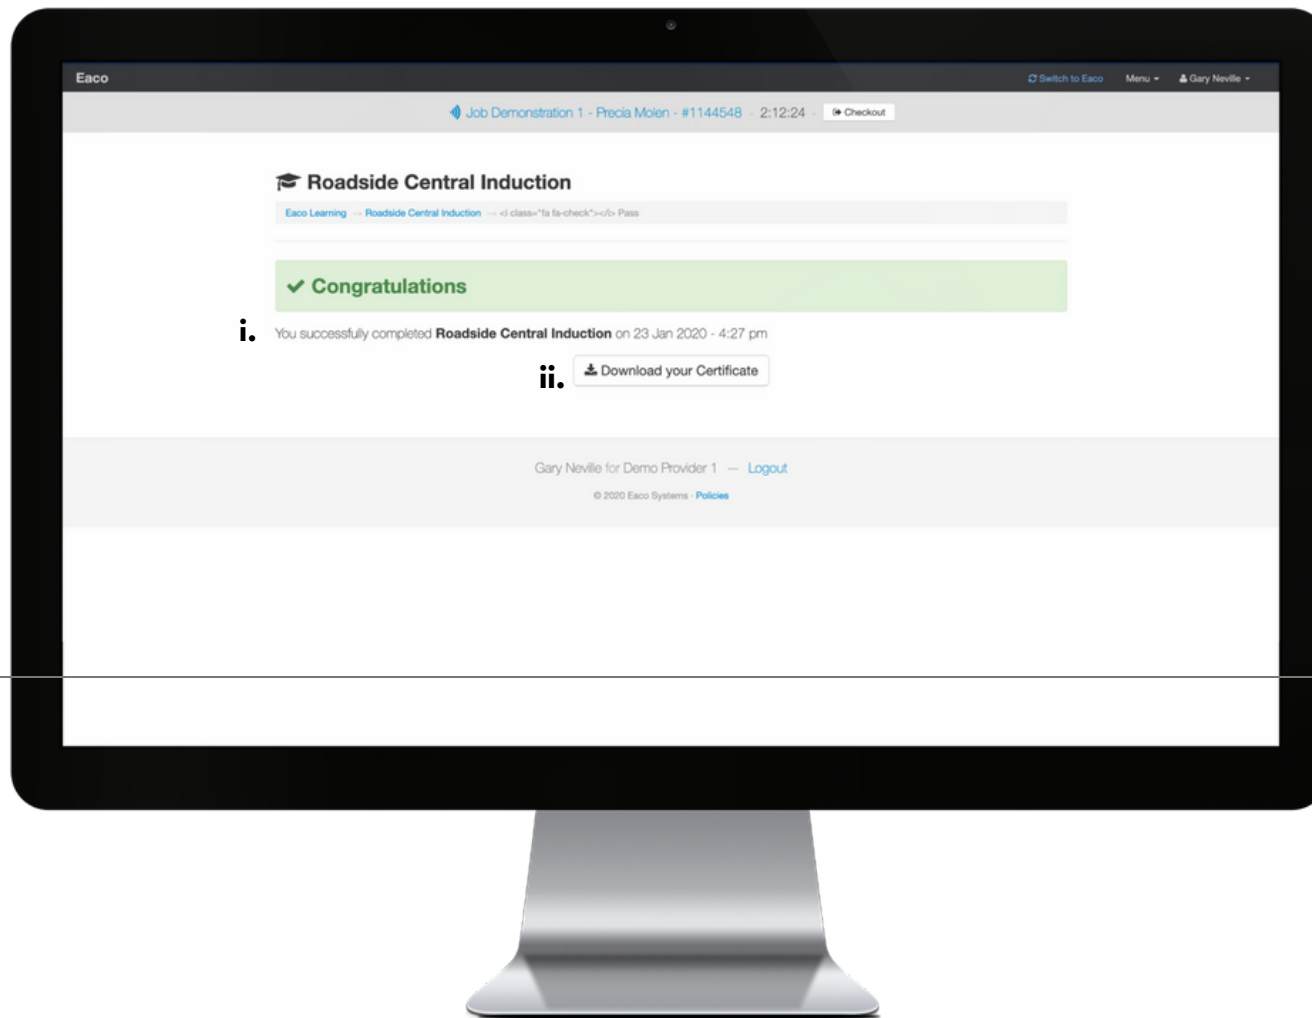 Eaco Switch to Eaco Menu Gary Neville
Job Demonstration 1 - Precia Molen - #1144548 · 2:12:24 · Checkout
Roadside Central Induction
Eaco Learning → Roadside Central Induction → <i class="fa fa-check"></i> Pass
Congratulations
i. You successfully completed Roadside Central Induction on 23 Jan 2020 - 4:27 pm
ii. Download your Certificate
Gary Neville for Demo Provider 1 — Logout
© 2020 Eaco Systems · Policies